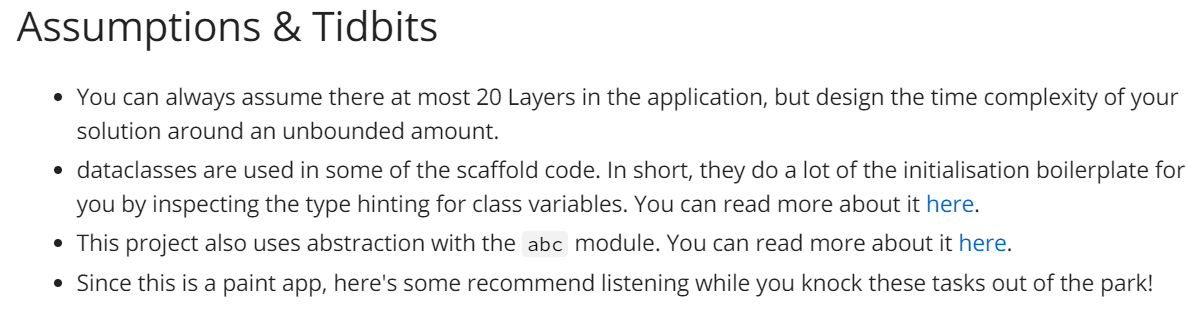 Assumptions & Tidbits
• You can always assume there at most 20 Layers in the application, but design the time complexity of your
solution around an unbounded amount.
• dataclasses are used in some of the scaffold code. In short, they do a lot of the initialisation boilerplate for
you by inspecting the type hinting for class variables. You can read more about it here.
• This project also uses abstraction with the abc module. You can read more about it here.
• Since this is a paint app, here's some recommend listening while you knock these tasks out of the park!